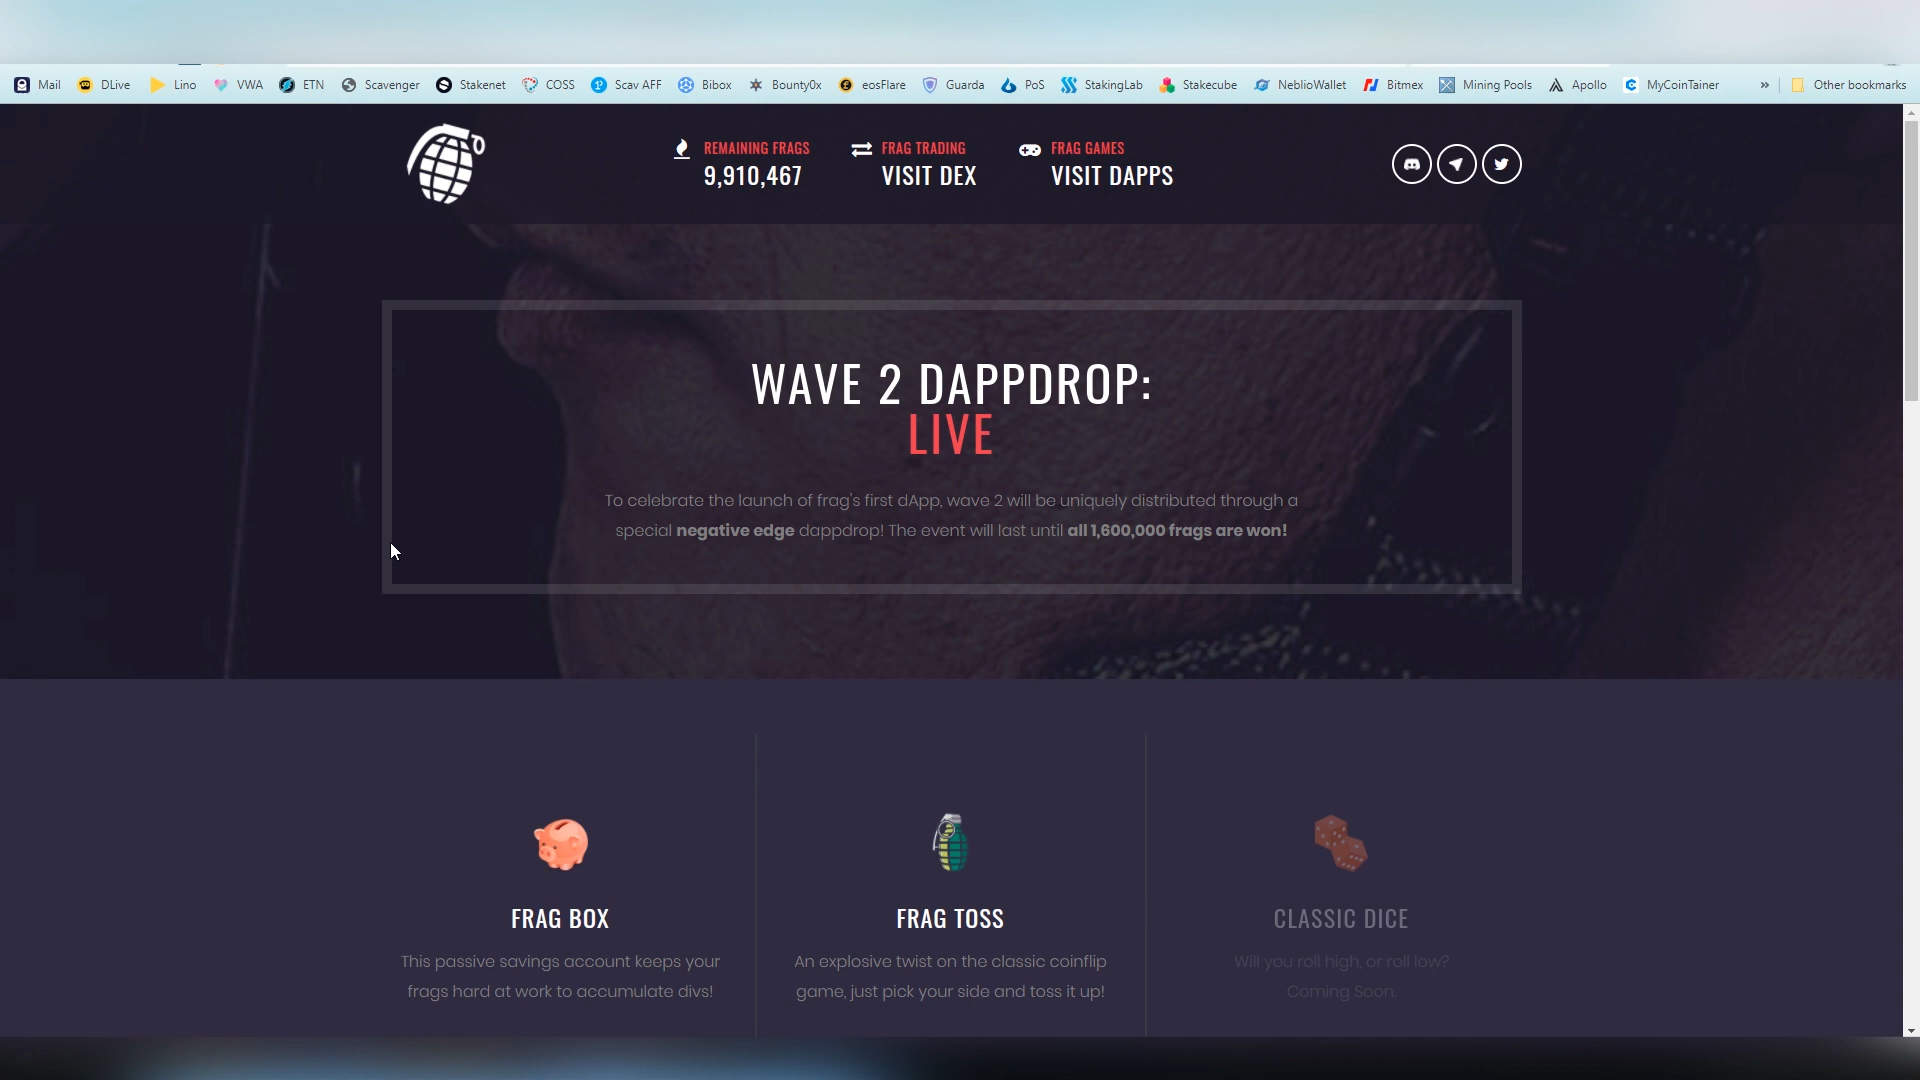 Mail DLive Lino VWA ETN Scavenger Stakenet COSS Scav AFF Bibox Bounty0x eosFlare Guarda PoS StakingLab Stakecube NeblioWallet Bitmex Mining Pools Apollo MyCoinTainer » Other bookmarks
REMAINING FRAGS FRAG TRADING FRAG GAMES
9,910,467 VISIT DEX VISIT DAPPS
WAVE 2 DAPPDROP:
LIVE
To celebrate the launch of frag's first dApp, wave 2 will be uniquely distributed through a
special negative edge dappdrop! The event will last until all 1,600,000 frags are won!
FRAG BOX
This passive savings account keeps your
frags hard at work to accumulate divs!
FRAG TOSS
An explosive twist on the classic coinflip
game, just pick your side and toss it up!
CLASSIC DICE
Will you roll high, or roll low?
Coming Soon.